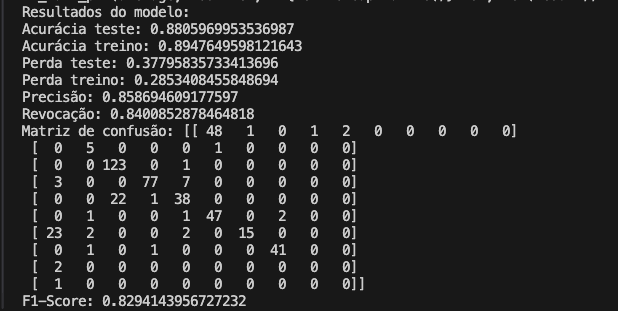 Resultados do modelo:
Acurácia teste: 0.8805969953536987
Acurácia treino: 0.8947649598121643
Perda teste: 0.37795835733413696
Perda treino: 0.2853408455848694
Precisão: 0.858694609177597
Revocação: 0.8400852878464818
Matriz de confusão: [[ 48 1 0 1 2 0 0 0 0 0]
[ 0 5 0 0 0 1 0 0 0 0]
[ 0 0 123 0 1 0 0 0 0 0]
[ 3 0 0 77 7 0 0 0 0 0]
[ 0 0 22 1 38 0 0 0 0 0]
[ 0 1 0 0 1 47 0 2 0 0]
[ 23 2 0 0 2 0 15 0 0 0]
[ 0 1 0 1 0 0 0 41 0 0]
[ 2 0 0 0 0 0 0 0 0 0]
[ 1 0 0 0 0 0 0 0 0 0]]
F1-Score: 0.8294143956727232